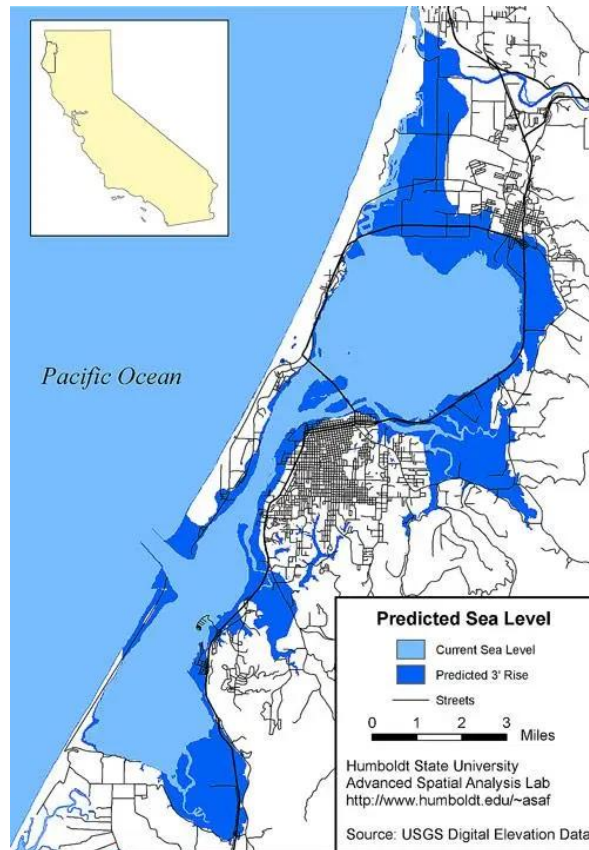 Pacific Ocean
Predicted Sea Level
Current Sea Level
Predicted 3' Rise
Streets
0 1 2 3 Miles
Humboldt State University
Advanced Spatial Analysis Lab
http://www.humboldt.edu/~asaf
Source: USGS Digital Elevation Data